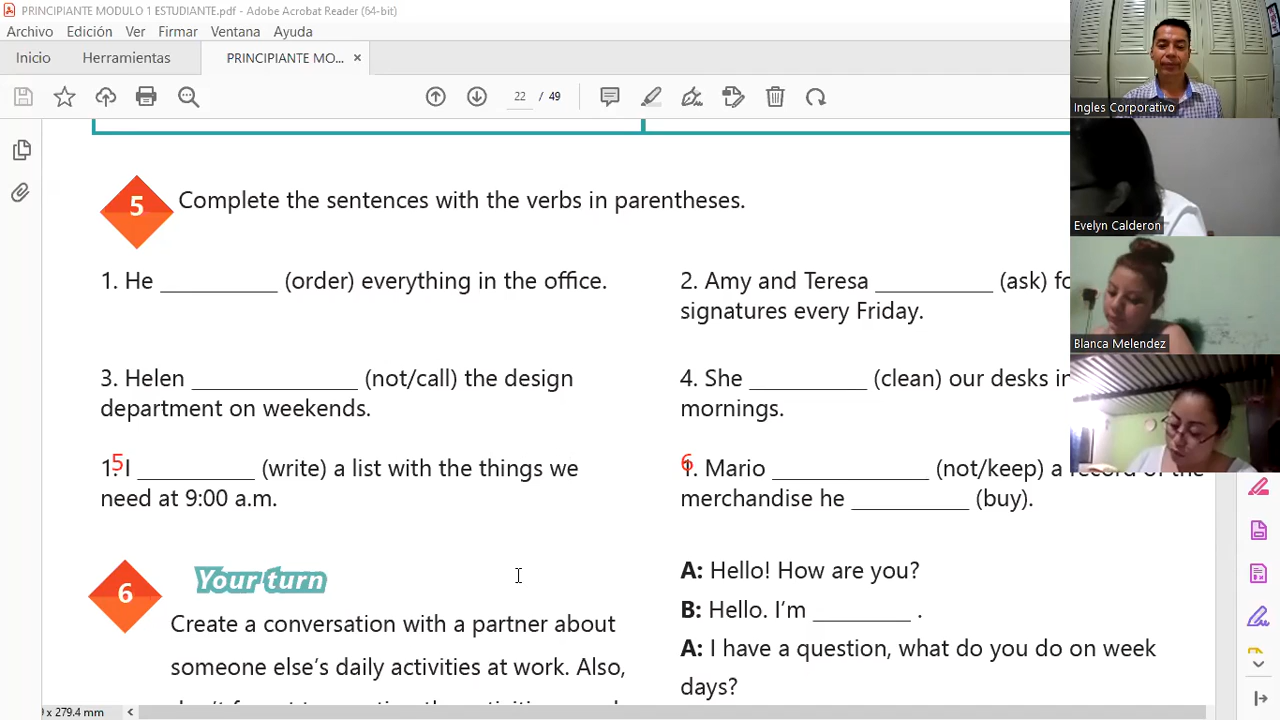 PRINCIPIANTE MODULO 1 ESTUDIANTE.pdf - Adobe Acrobat Reader (64-bit)
Archivo Edición Ver Firmar Ventana Ayuda
Inicio Herramientas PRINCIPIANTE MO... ×
22 / 49
5 Complete the sentences with the verbs in parentheses.
1. He __________ (order) everything in the office.
2. Amy and Teresa __________ (ask)
signatures every Friday.
3. Helen ______________ (not/call) the design
department on weekends.
4. She __________ (clean) our desks in
mornings.
1. 5 I __________ (write) a list with the things we
need at 9:00 a.m.
1. 6 Mario _____________ (not/keep) a record of the
merchandise he __________ (buy).
6 Your turn
Create a conversation with a partner about
someone else's daily activities at work. Also,
A: Hello! How are you?
B: Hello. I'm ________ .
A: I have a question, what do you do on week
days?
Ingles Corporativo
Evelyn Calderon
Blanca Melendez
x 279.4 mm